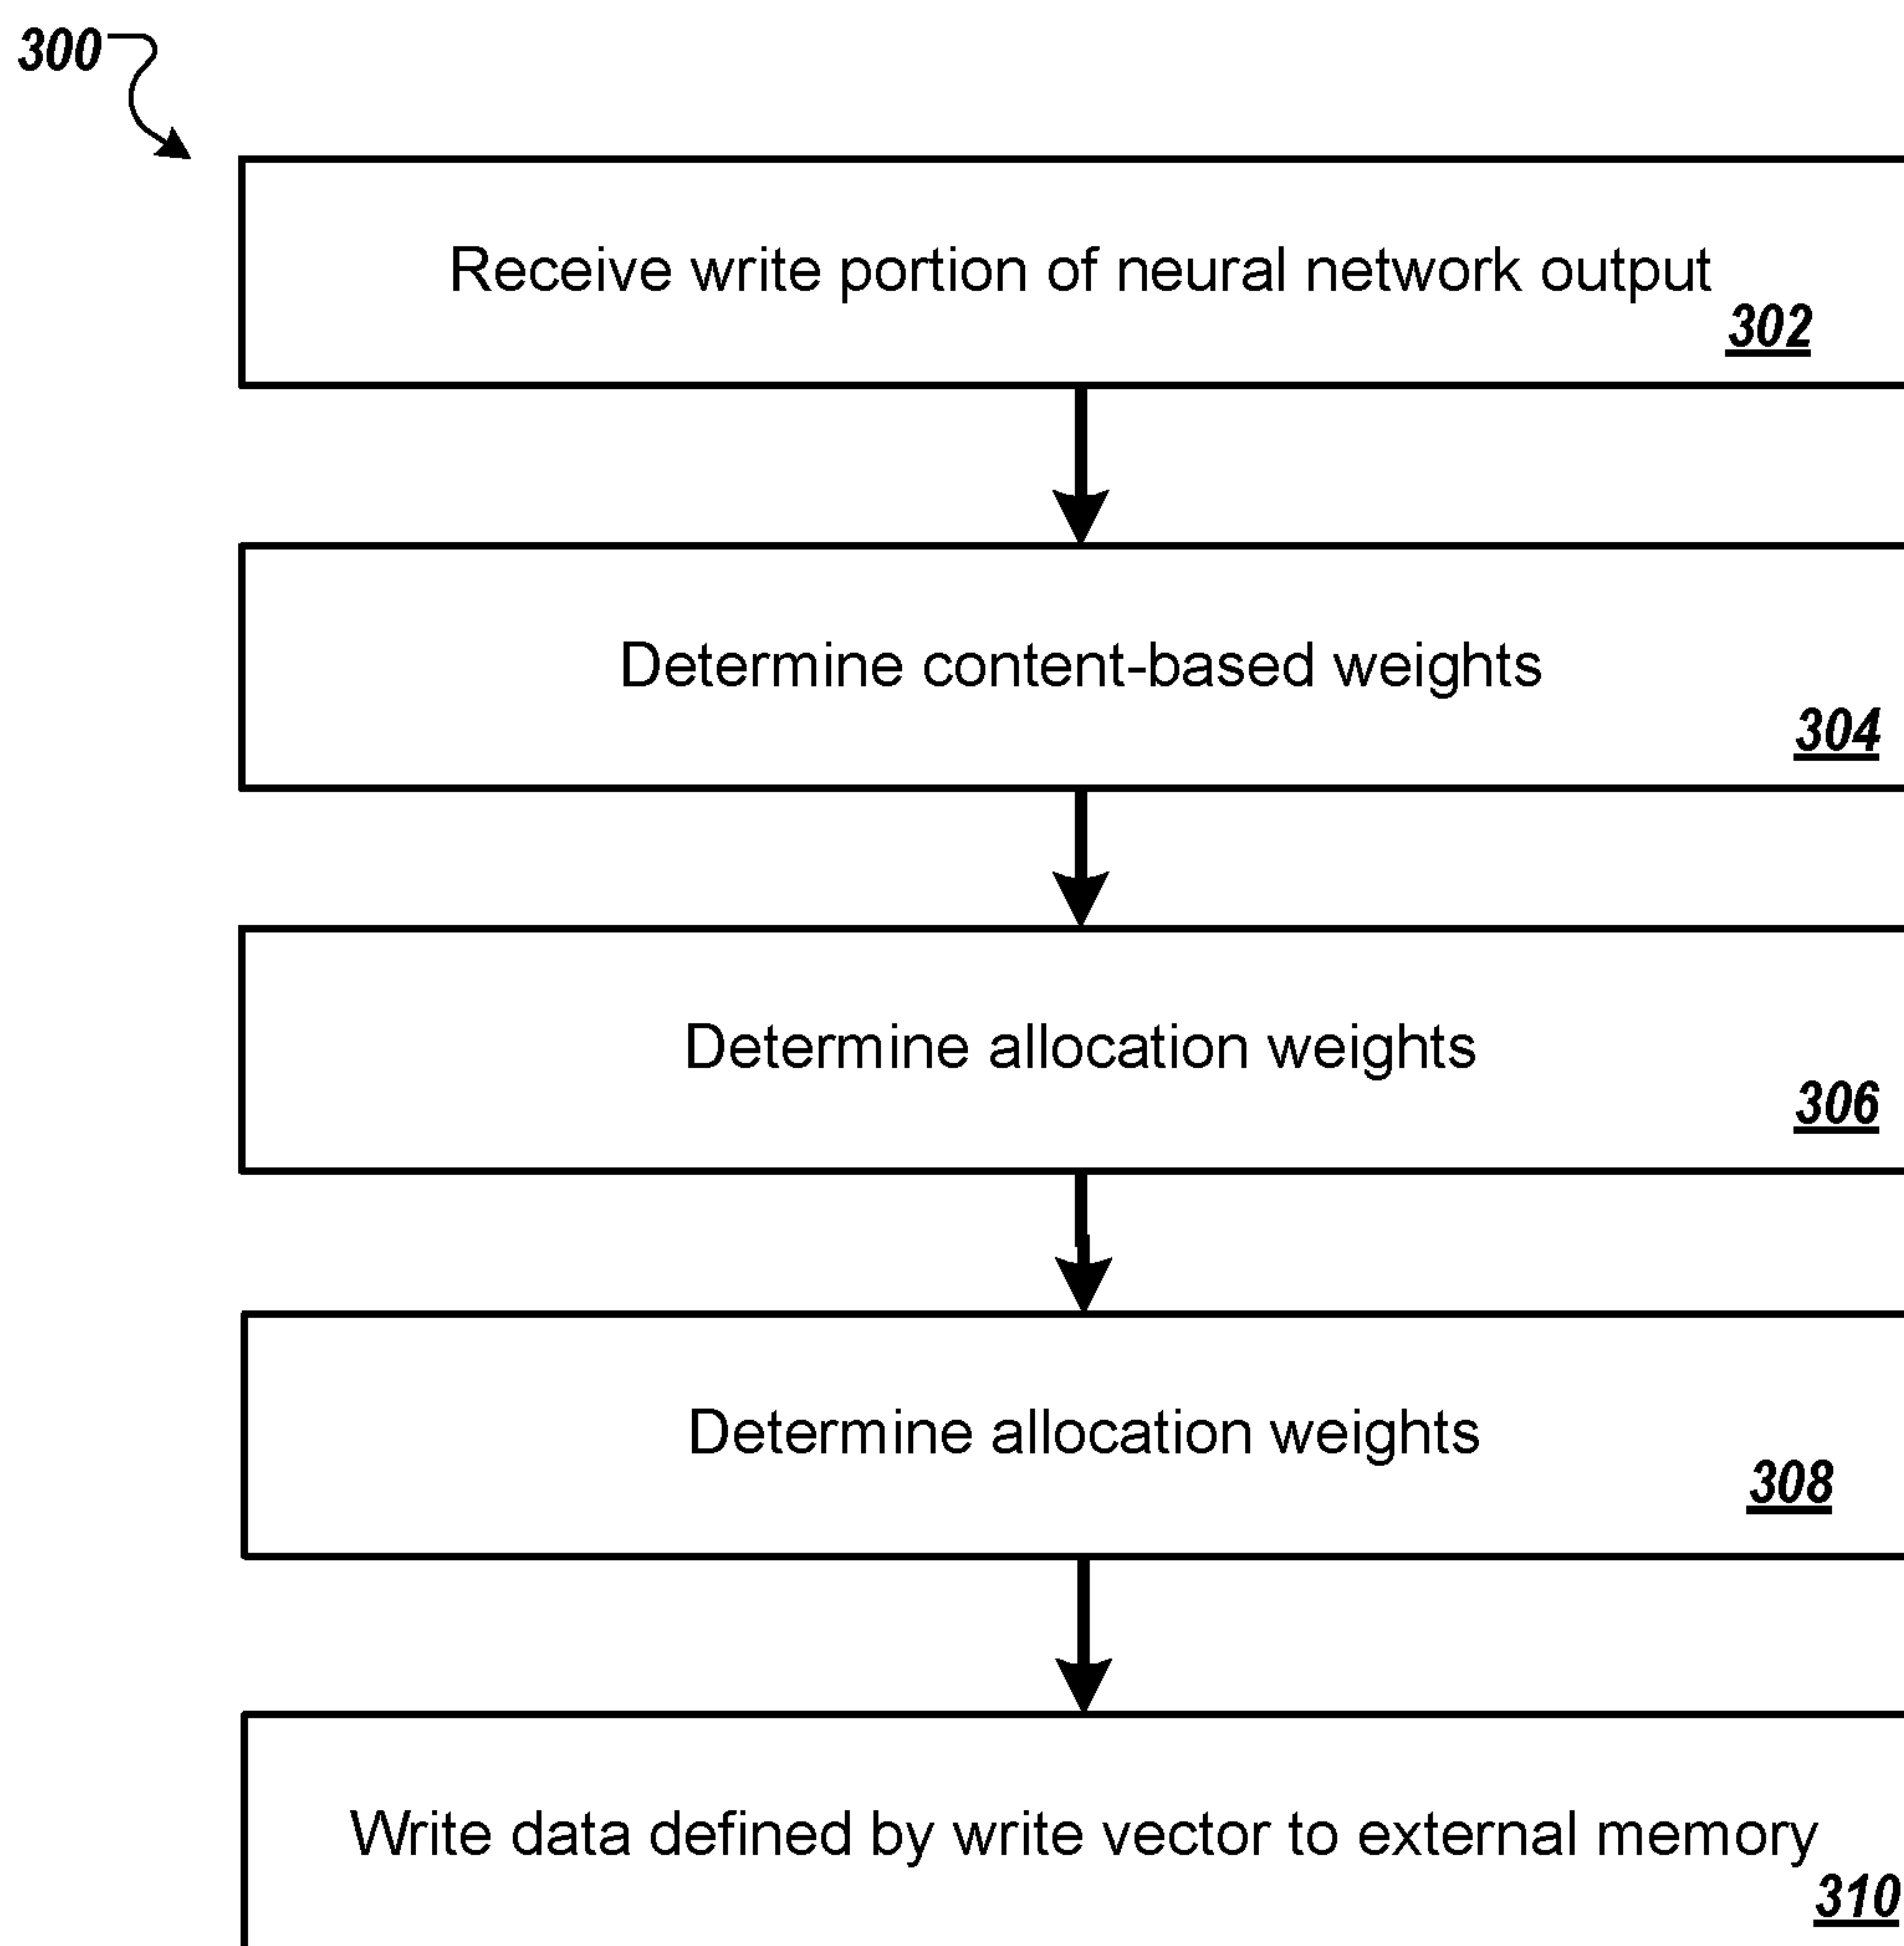 300
Receive write portion of neural network output
302
Determine content-based weights
304
Determine allocation weights
306
Determine allocation weights
308
Write data defined by write vector to external memory
310